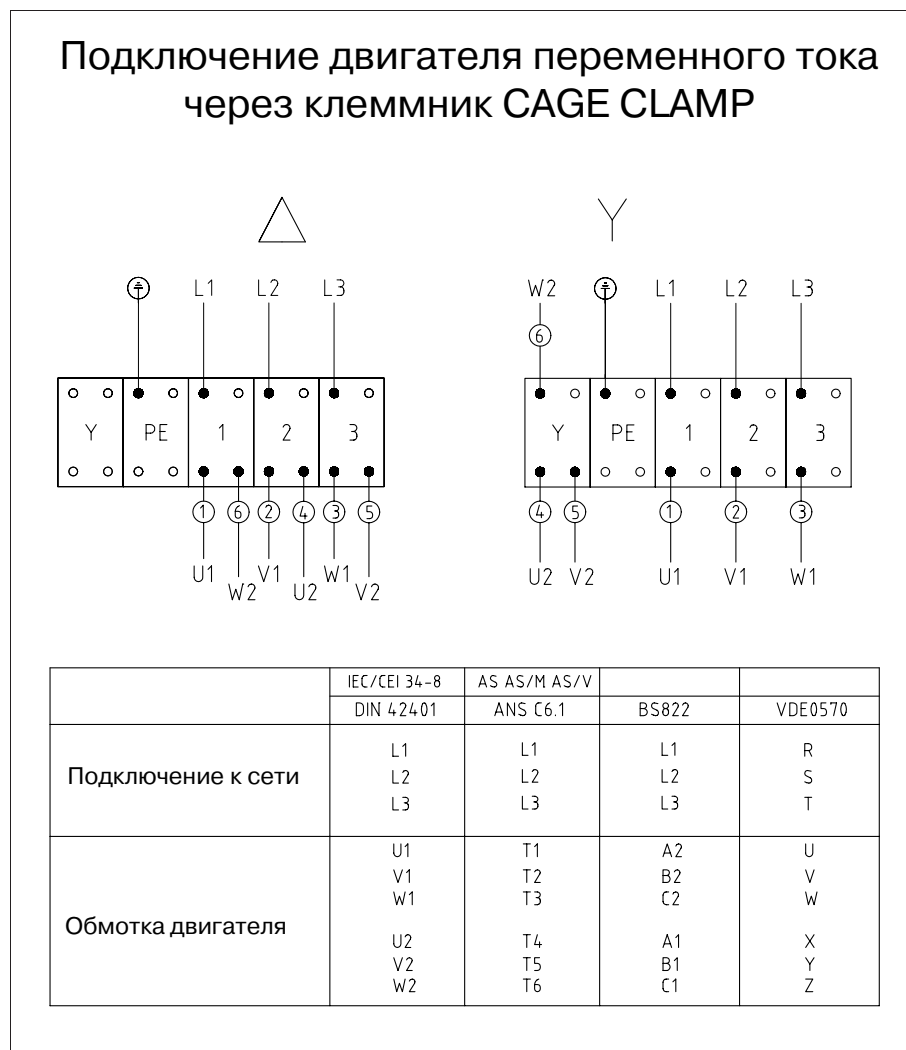 Подключение двигателя переменного тока
через клеммник CAGE CLAMP
L1 L2 L3
Y PE 1 2 3
1 6 2 4 3 5
U1 W2 V1 U2 W1 V2
Y
W2 L1 L2 L3
6
Y PE 1 2 3
4 5 1 2 3
U2 V2 U1 V1 W1
IEC/CEI 34-8 AS AS/M AS/V
DIN 42401 ANS C6.1 BS822 VDE0570
Подключение к сети
L1 L1 L1 R
L2 L2 L2 S
L3 L3 L3 T
Обмотка двигателя
U1 T1 A2 U
V1 T2 B2 V
W1 T3 C2 W
U2 T4 A1 X
V2 T5 B1 Y
W2 T6 C1 Z